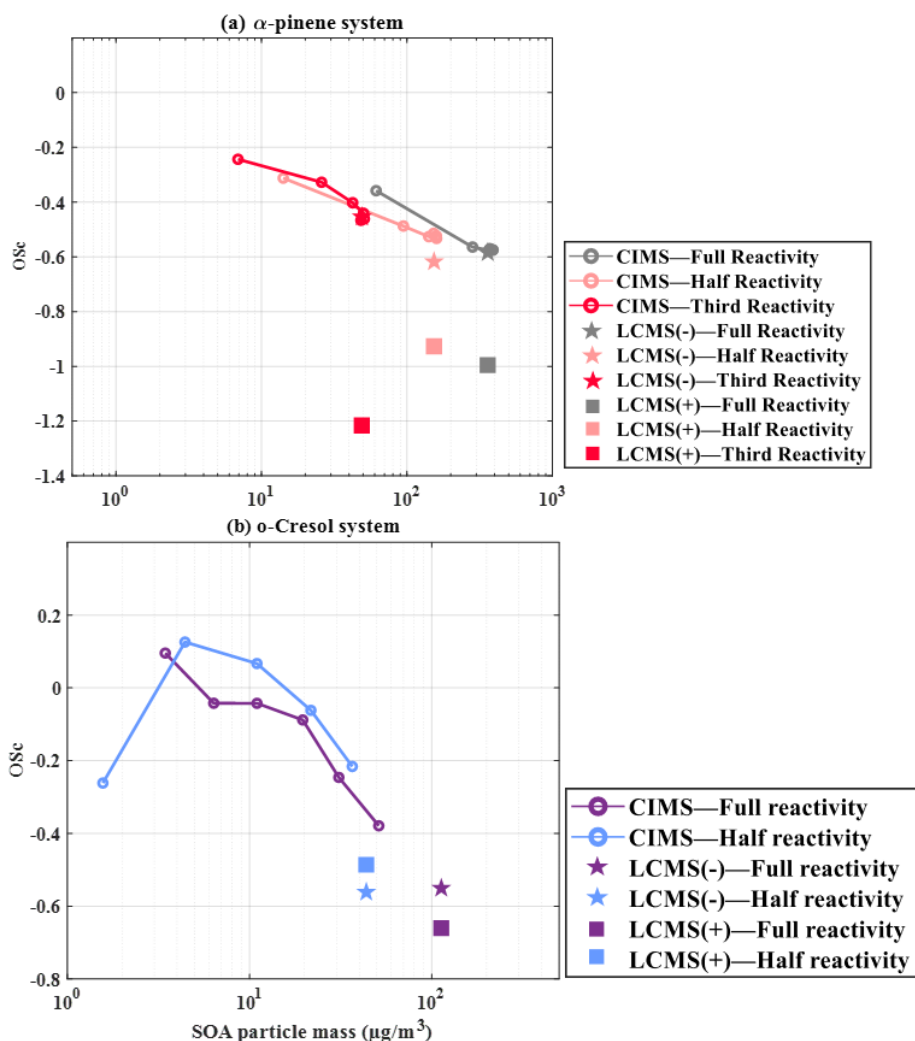 (a) α-pinene system
0
-0.2
-0.4
-0.6
-0.8
-1
-1.2
-1.4
OSc
10⁰
10¹
10²
10³
CIMS—Full Reactivity
CIMS—Half Reactivity
CIMS—Third Reactivity
LCMS(-)—Full Reactivity
LCMS(-)—Half Reactivity
LCMS(-)—Third Reactivity
LCMS(+)—Full Reactivity
LCMS(+)—Half Reactivity
LCMS(+)—Third Reactivity
(b) o-Cresol system
0.2
0
-0.2
-0.4
-0.6
-0.8
OSc
10⁰
10¹
10²
SOA particle mass (μg/m³)
CIMS—Full reactivity
CIMS—Half reactivity
LCMS(-)—Full reactivity
LCMS(-)—Half reactivity
LCMS(+)—Full reactivity
LCMS(+)—Half reactivity